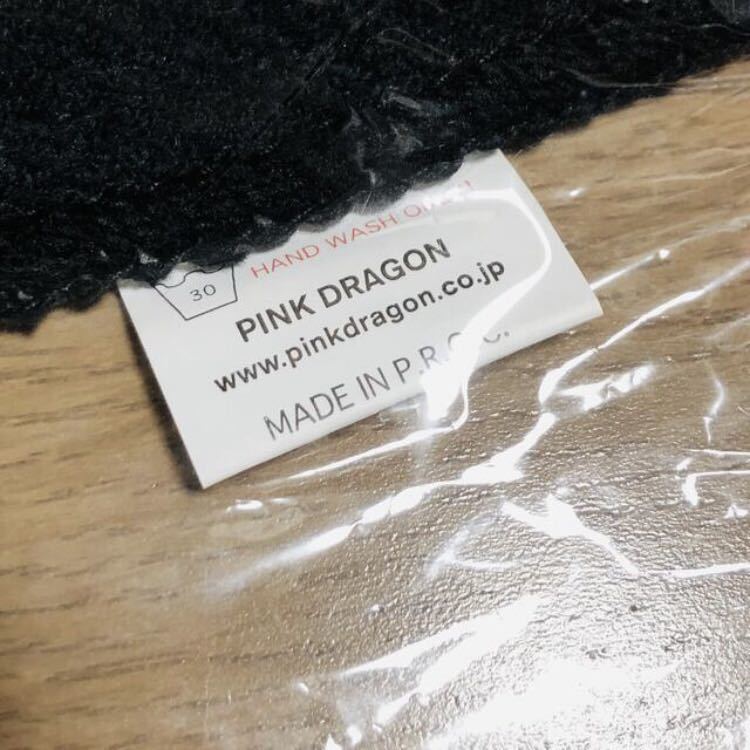 HAND WASH
30
PINK DRAGON
www.pinkdragon.co.jp
MADE IN P.R.O.C.